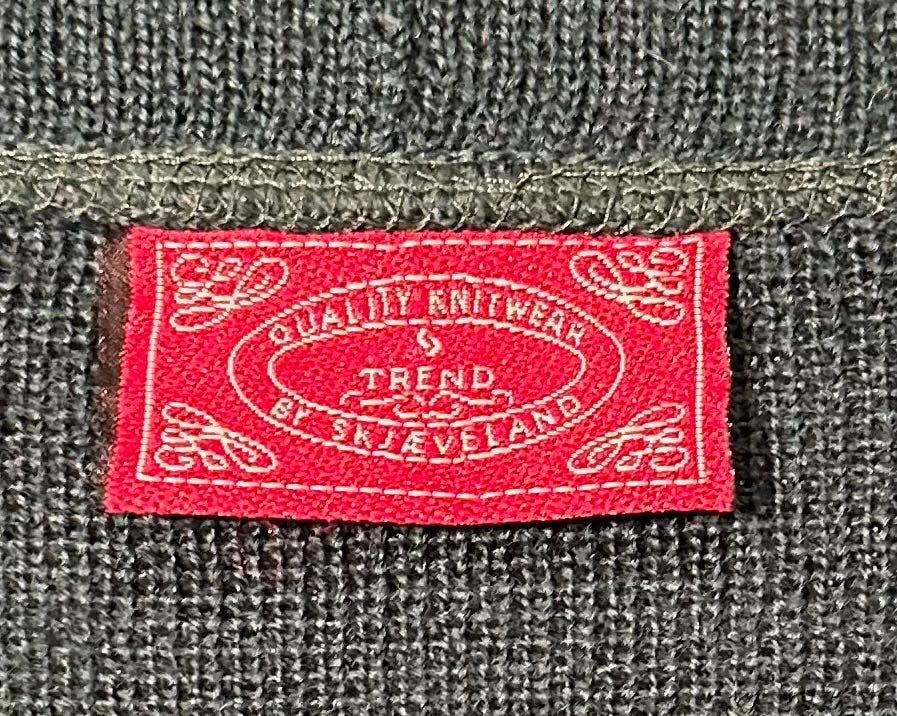 QUALITY KNITWEAR
S
TREND
BY SKJÆVELAND